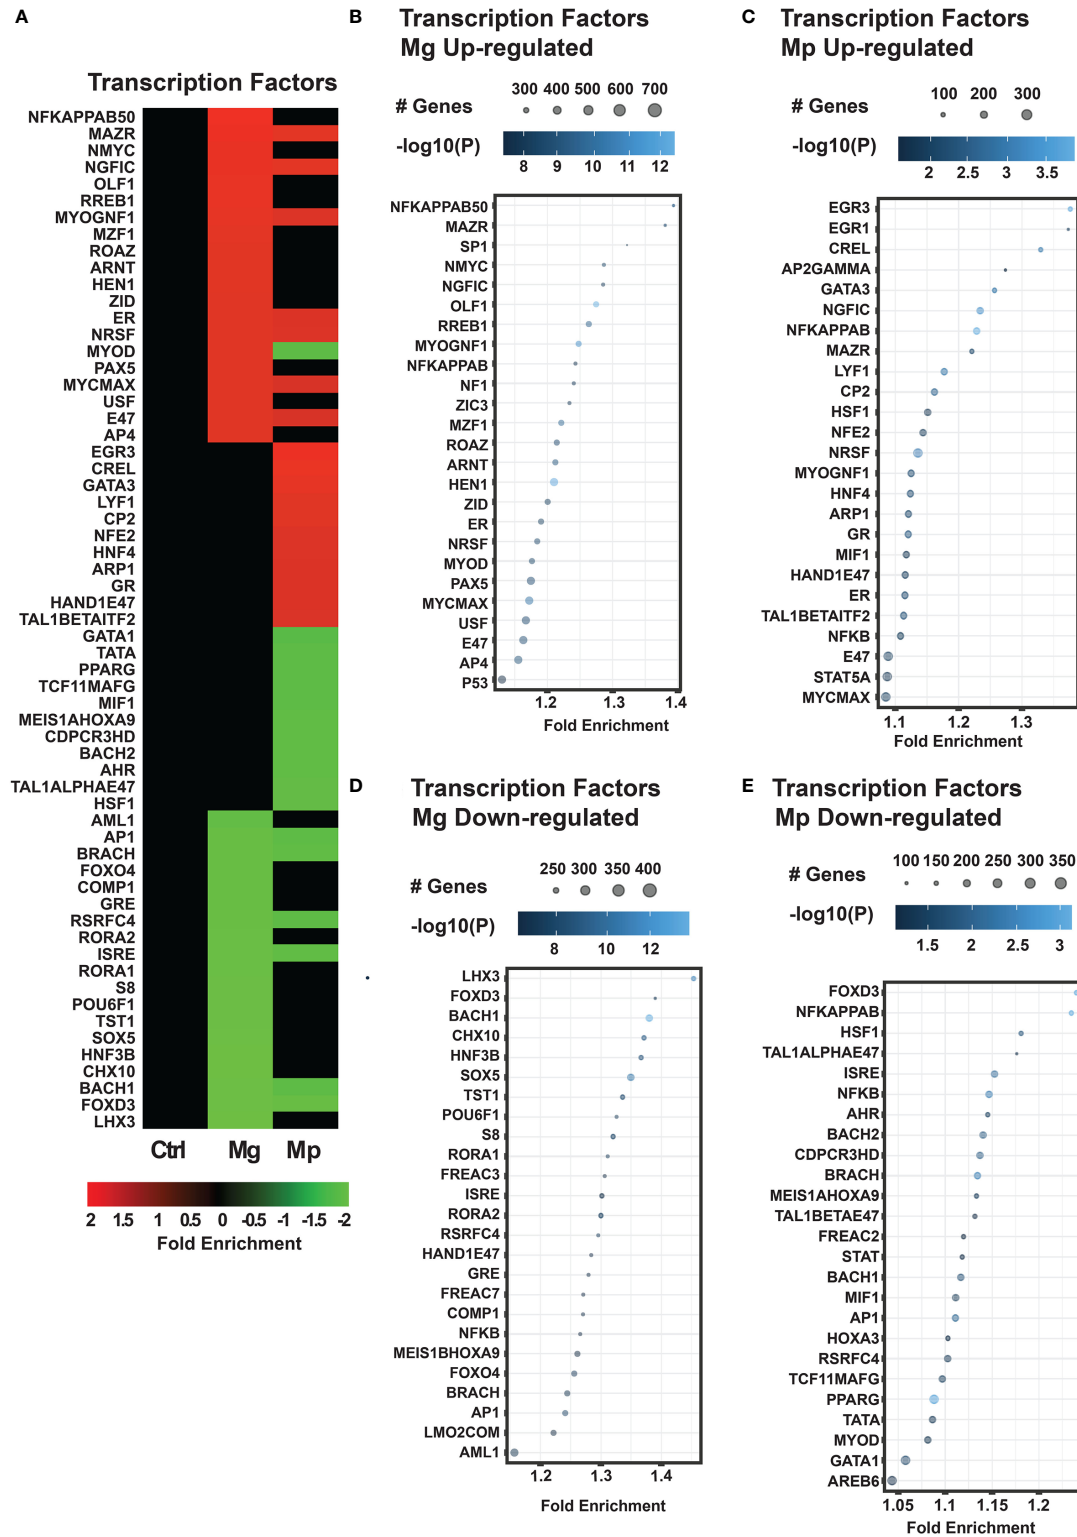 A
Transcription Factors
NFKAPPAB50
MAZR
NMYC
NGFIC
OLF1
RREB1
MYOGNF1
MZF1
ROAZ
ARNT
HEN1
ZID
ER
NRSF
MYOD
PAX5
MYCMAX
USF
E47
AP4
EGR3
CREL
GATA3
LYF1
CP2
NFE2
HNF4
ARP1
GR
HAND1E47
TAL1BETAITF2
GATA1
TATA
PPARG
TCF11MAFG
MIF1
MEIS1AHOXA9
CDPCR3HD
BACH2
AHR
TAL1ALPHAE47
HSF1
AML1
AP1
BRACH
FOXO4
COMP1
GRE
RSRFC4
RORA2
ISRE
RORA1
S8
POU6F1
TST1
SOX5
HNF3B
CHX10
BACH1
FOXD3
LHX3
Ctrl Mg Mp
2 1.5 1 0.5 0 -0.5 -1 -1.5 -2
Fold Enrichment
B
Transcription Factors
Mg Up-regulated
300 400 500 600 700
# Genes
-log10(P)
8 9 10 11 12
NFKAPPAB50
MAZR
SP1
NMYC
NGFIC
OLF1
RREB1
MYOGNF1
NFKAPPAB
NF1
ZIC3
MZF1
ROAZ
ARNT
HEN1
ZID
ER
NRSF
MYOD
PAX5
MYCMAX
USF
E47
AP4
P53
1.2 1.3 1.4
Fold Enrichment
C
Transcription Factors
Mp Up-regulated
100 200 300
# Genes
-log10(P)
2 2.5 3 3.5
EGR3
EGR1
CREL
AP2GAMMA
GATA3
NGFIC
NFKAPPAB
MAZR
LYF1
CP2
HSF1
NFE2
NRSF
MYOGNF1
HNF4
ARP1
GR
MIF1
HAND1E47
ER
TAL1BETAITF2
NFKB
E47
STAT5A
MYCMAX
1.1 1.2 1.3
Fold Enrichment
D
Transcription Factors
Mg Down-regulated
250 300 350 400
# Genes
-log10(P)
8 10 12
LHX3
FOXD3
BACH1
CHX10
HNF3B
SOX5
TST1
POU6F1
S8
RORA1
FREAC3
ISRE
RORA2
RSRFC4
HAND1E47
GRE
FREAC7
COMP1
NFKB
MEIS1BHOXA9
FOXO4
BRACH
AP1
LMO2COM
AML1
1.2 1.3 1.4
Fold Enrichment
E
Transcription Factors
Mp Down-regulated
100 150 200 250 300 350
# Genes
-log10(P)
1.5 2 2.5 3
FOXD3
NFKAPPAB
HSF1
TAL1ALPHAE47
ISRE
NFKB
AHR
BACH2
CDPCR3HD
BRACH
MEIS1AHOXA9
TAL1BETAE47
FREAC2
STAT
BACH1
MIF1
AP1
HOXA3
RSRFC4
TCF11MAFG
PPARG
TATA
MYOD
GATA1
AREB6
1.05 1.1 1.15 1.2
Fold Enrichment